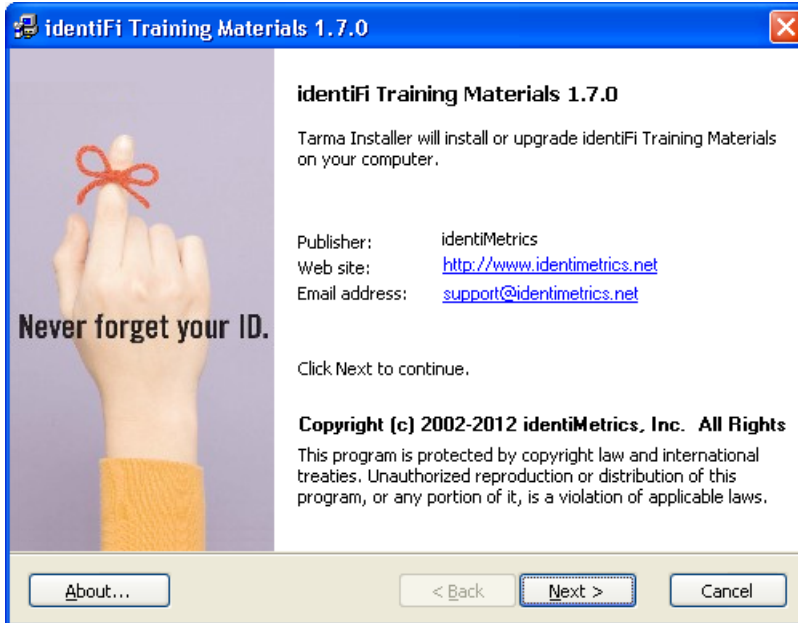 identiFi Training Materials 1.7.0
identiFi Training Materials 1.7.0
Tarma Installer will install or upgrade identiFi Training Materials
on your computer.
Publisher: identiMetrics
Web site: http://www.identimetrics.net
Email address: support@identimetrics.net
Never forget your ID.
Click Next to continue.
Copyright (c) 2002-2012 identiMetrics, Inc.  All Rights
This program is protected by copyright law and international
treaties. Unauthorized reproduction or distribution of this
program, or any portion of it, is a violation of applicable laws.
About... < Back Next > Cancel